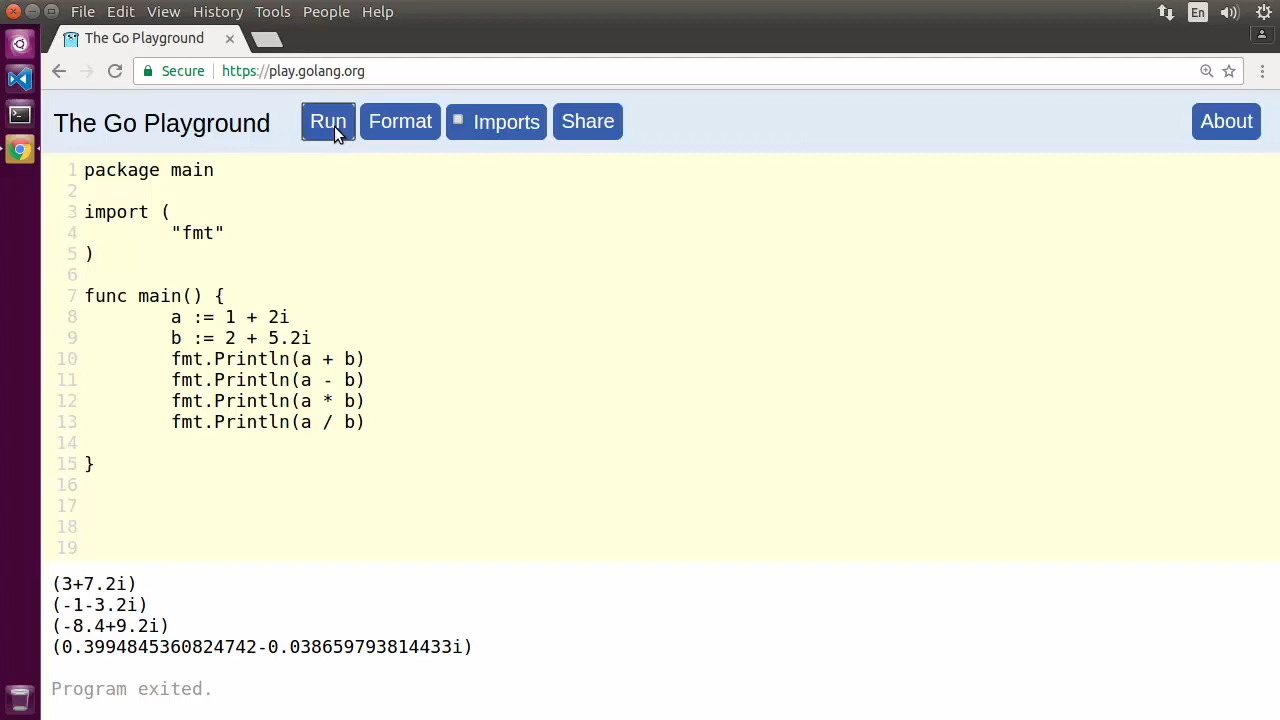 File Edit View History Tools People Help
En
The Go Playground
Secure https://play.golang.org
The Go Playground Run Format Imports Share About
1 package main
2
3 import (
4 "fmt"
5 )
6
7 func main() {
8 a := 1 + 2i
9 b := 2 + 5.2i
10 fmt.Println(a + b)
11 fmt.Println(a - b)
12 fmt.Println(a * b)
13 fmt.Println(a / b)
14
15 }
16
17
18
19
(3+7.2i)
(-1-3.2i)
(-8.4+9.2i)
(0.3994845360824742-0.038659793814433i)
Program exited.